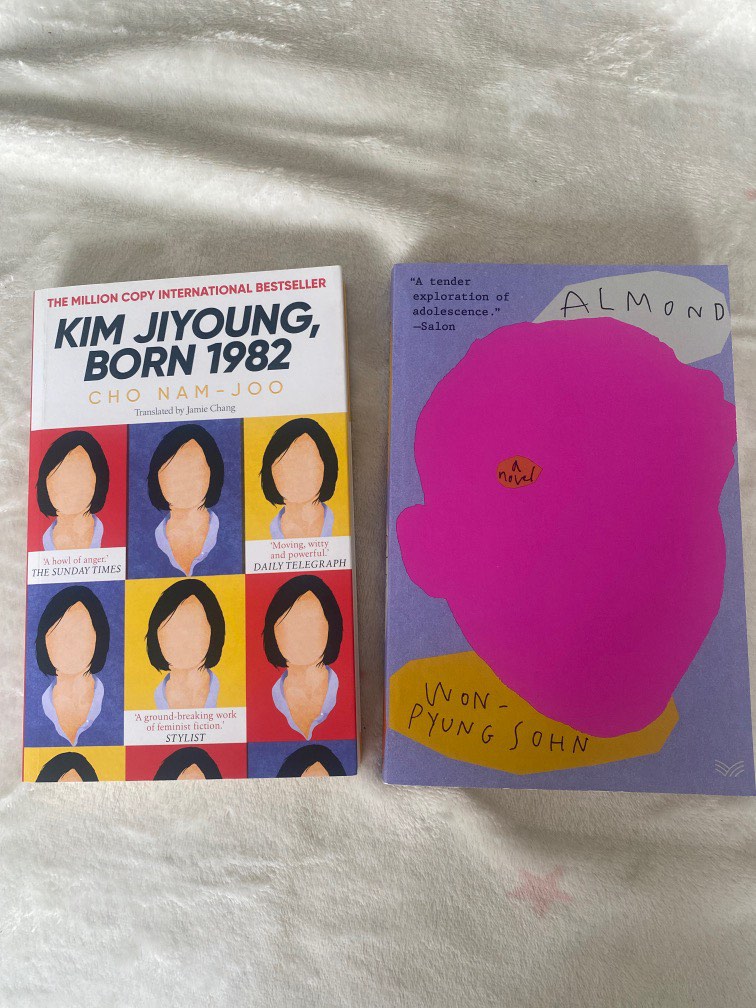 THE MILLION COPY INTERNATIONAL BESTSELLER
KIM JIYOUNG,
BORN 1982
CHO NAM-JOO
Translated by Jamie Chang
'A howl of anger.'
THE SUNDAY TIMES
'Moving, witty
and powerful.'
DAILY TELEGRAPH
'A ground-breaking work
of feminist fiction.'
STYLIST
"A tender
exploration of
adolescence."
—Salon
ALMOND
a
novel
WON-
PYUNG SOHN